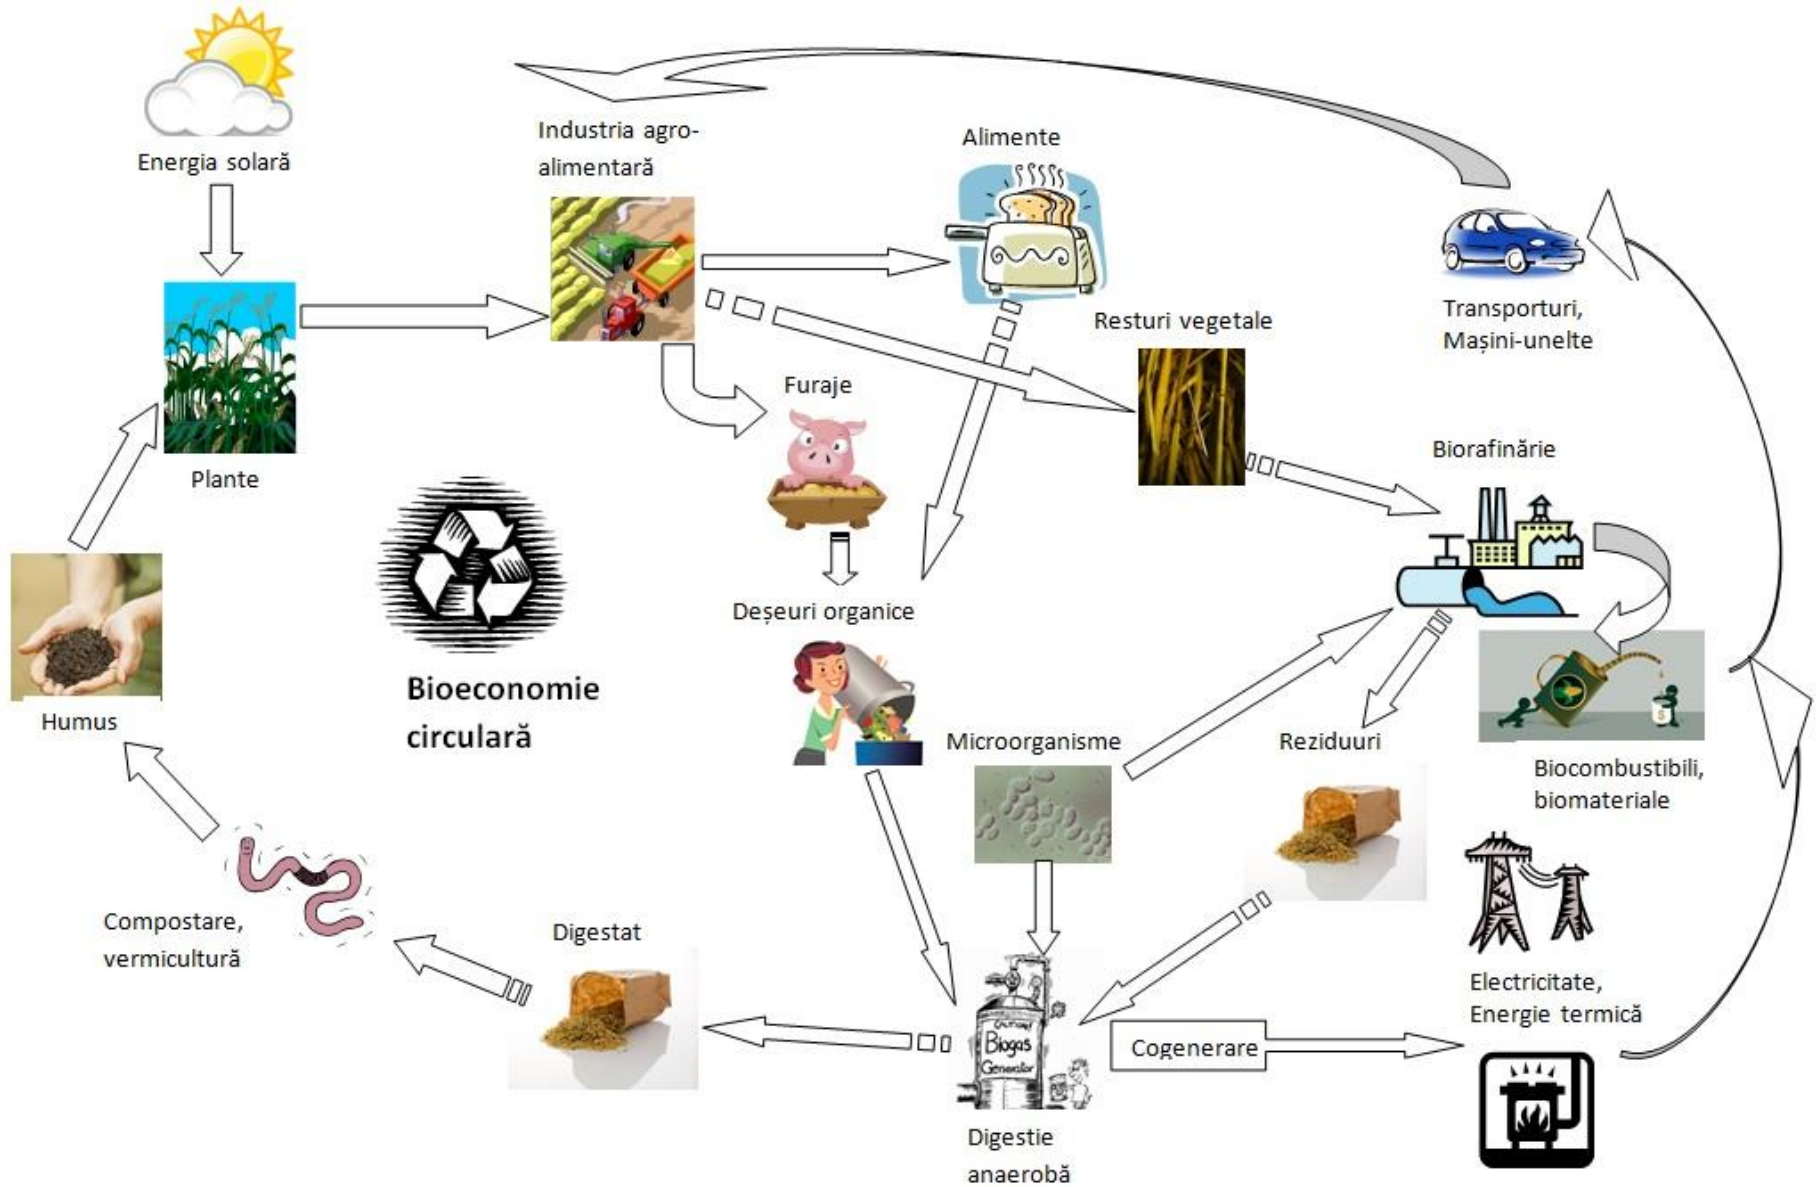 Energia solară
Industria agro-
alimentară
Alimente
Resturi vegetale
Transporturi,
Mașini-unelte
Furaje
Plante
Biorafinărie
Deșeuri organice
Bioeconomie
circulară
Humus
Microorganisme
Reziduuri
Biocombustibili,
biomateriale
Compostare,
vermicultură
Digestat
Electricitate,
Energie termică
Biogas
Generator
Cogenerare
Digestie
anaerobă